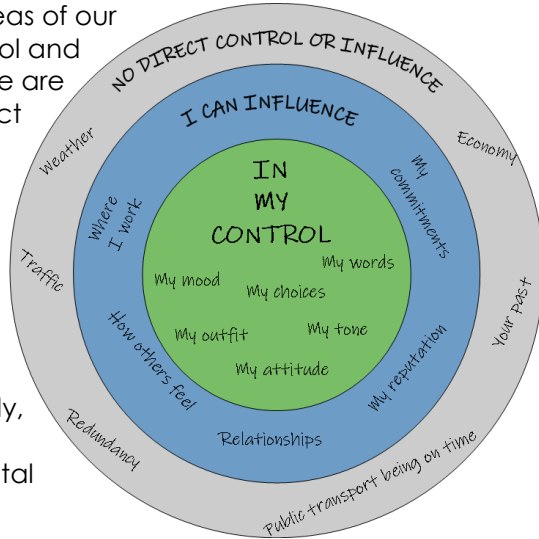 eas of our
ol and
e are
ct
ly,
tal
NO DIRECT CONTROL OR INFLUENCE
Weather
Economy
Traffic
Your past
Redundancy
Public transport being on time
I CAN INFLUENCE
Where
I work
My
commitments
How others feel
My reputation
Relationships
IN
MY
CONTROL
My words
My mood
My choices
My outfit
My tone
My attitude